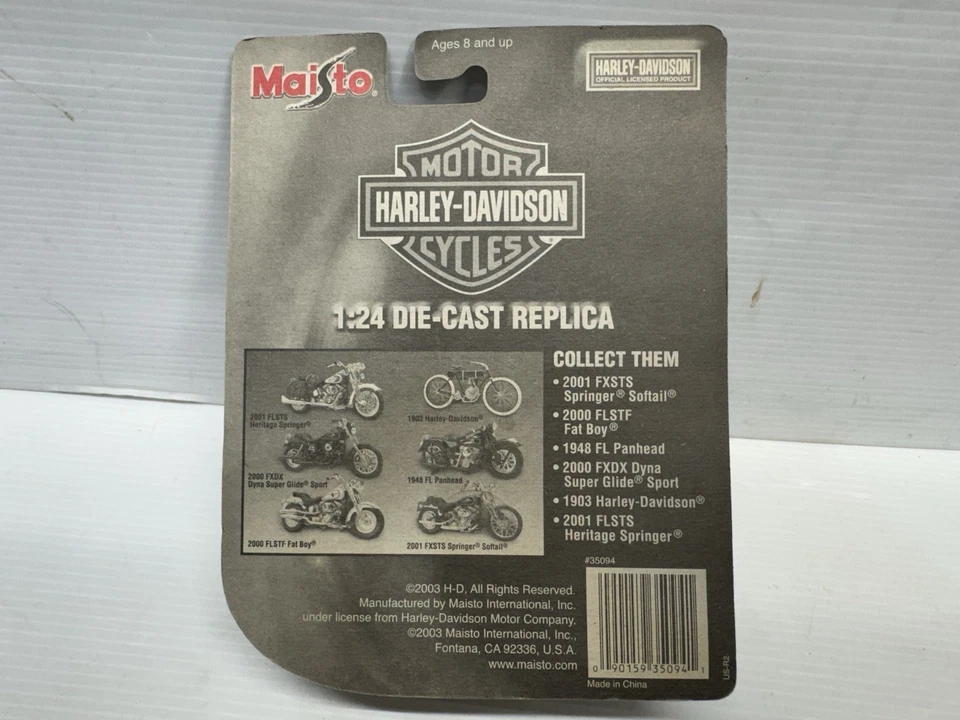 Maisto®
Ages 8 and up
HARLEY-DAVIDSON
OFFICIAL LICENSED PRODUCT
MOTOR
HARLEY-DAVIDSON
CYCLES
®
1:24 DIE-CAST REPLICA
2001 FLSTS
Heritage Springer®
1903 Harley-Davidson®
2000 FXDX
Dyna Super Glide® Sport
1948 FL Panhead
2000 FLSTF Fat Boy®
2001 FXSTS Springer® Softail®
COLLECT THEM
• 2001 FXSTS
Springer® Softail®
• 2000 FLSTF
Fat Boy®
• 1948 FL Panhead
• 2000 FXDX Dyna
Super Glide® Sport
• 1903 Harley-Davidson®
• 2001 FLSTS
Heritage Springer®
#35094
©2003 H-D, All Rights Reserved.
Manufactured by Maisto International, Inc.
under license from Harley-Davidson Motor Company.
©2003 Maisto International, Inc.,
Fontana, CA 92336, U.S.A.
www.maisto.com
0 90159 35094 1
Made in China
US-R2